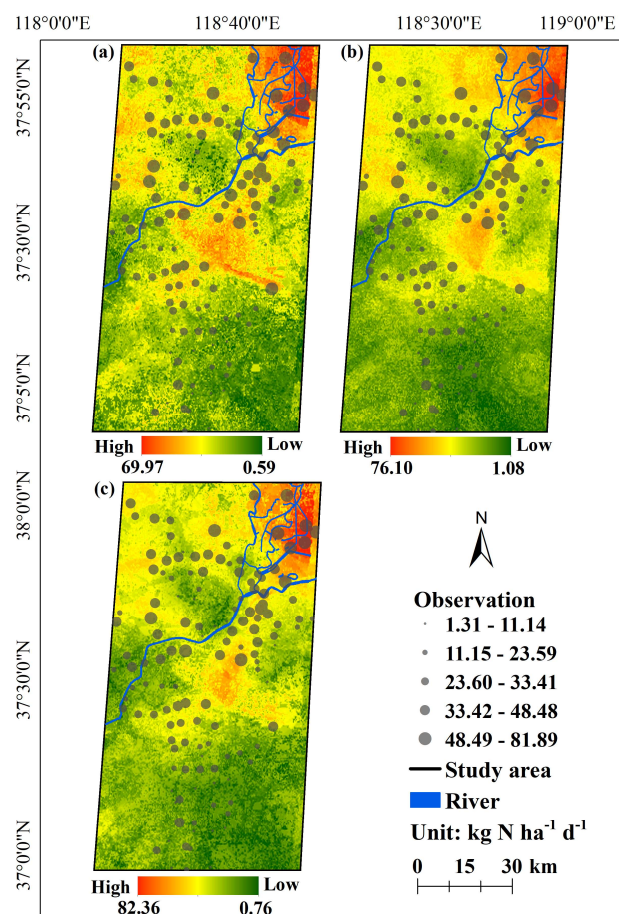 118°0'0"E 118°40'0"E 118°30'0"E 119°0'0"E
(a) (b)
37°55'0"N
37°30'0"N
37°5'0"N
High Low High Low
69.97 0.59 76.10 1.08
(c)
38°0'0"N
37°30'0"N
37°0'0"N
N
Observation
1.31 - 11.14
11.15 - 23.59
23.60 - 33.41
33.42 - 48.48
48.49 - 81.89
Study area
River
Unit: kg N ha⁻¹ d⁻¹
0 15 30 km
High Low
82.36 0.76